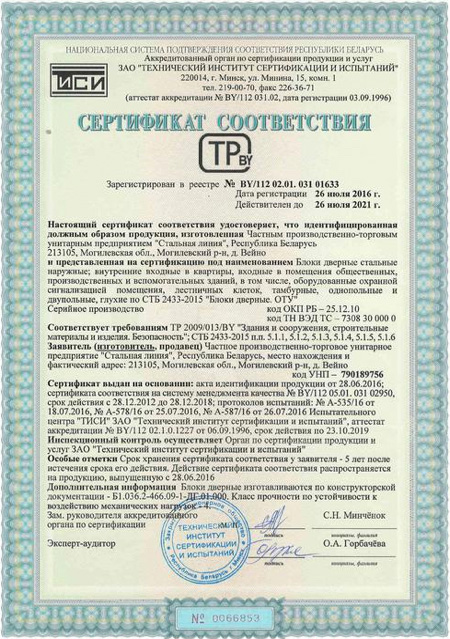 НАЦИОНАЛЬНАЯ СИСТЕМА ПОДТВЕРЖДЕНИЯ СООТВЕТСТВИЯ РЕСПУБЛИКИ БЕЛАРУСЬ
Аккредитованный орган по сертификации продукции и услуг
ЗАО "ТЕХНИЧЕСКИЙ ИНСТИТУТ СЕРТИФИКАЦИИ И ИСПЫТАНИЙ"
220014, г. Минск, ул. Минина, 15, комн. 1
тел. 219-00-70, факс 226-36-71
(аттестат аккредитации № BY/112 031.02, дата регистрации 03.09.1996)
ТИСИ
СЕРТИФИКАТ СООТВЕТСТВИЯ
ТР BY
Зарегистрирован в реестре № BY/112 02.01. 031 01633
Дата регистрации 26 июля 2016 г.
Действителен до 26 июля 2021 г.
Настоящий сертификат соответствия удостоверяет, что идентифицированная
должным образом продукция, изготовленная Частным производственно-торговым
унитарным предприятием "Стальная линия", Республика Беларусь
213105, Могилевская обл., Могилевский р-н, д. Вейно
и представленная на сертификацию под наименованием Блоки дверные стальные
наружные; внутренние входные в квартиры, входные в помещения общественных,
производственных и вспомогательных зданий, в том числе, оборудованные охранной
сигнализацией помещения, лестничных клеток, тамбурные, однопольные и
двупольные, глухие по СТБ 2433-2015 "Блоки дверные. ОТУ"
Серийное производство код ОКП РБ - 25.12.10
код ТН ВЭД ТС – 7308 30 000 0
Соответствует требованиям ТР 2009/013/BY "Здания и сооружения, строительные
материалы и изделия. Безопасность"; СТБ 2433-2015 п.п. 5.1.1, 5.1.2, 5.1.3, 5.1.4, 5.1.5, 5.1.6
Заявитель (изготовитель, продавец) Частное производственно-торговое унитарное
предприятие "Стальная линия", Республика Беларусь, место нахождения и
фактический адрес: 213105, Могилевская обл., Могилевский р-н, д. Вейно
код УНП – 790189756
Сертификат выдан на основании: акта идентификации продукции от 28.06.2016;
сертификата соответствия на систему менеджмента качества № BY/112 05.01. 031 02950,
срок действия с 28.12.2012 до 28.12.2018; протоколов испытаний: № А-535/16 от
18.07.2016, № А-578/16 от 25.07.2016, № А-587/16 от 26.07.2016 Испытательного
центра "ТИСИ" ЗАО "Технический институт сертификации и испытаний", аттестат
аккредитации № BY/112 02.1.0.1227 от 09.06.1996, срок действия до 23.10.2019
Инспекционный контроль осуществляет Орган по сертификации продукции и
услуг ЗАО "Технический институт сертификации и испытаний"
Особые отметки Срок хранения сертификата соответствия у заявителя - 5 лет после
истечения срока его действия. Действие сертификата соответствия распространяется
на продукцию, выпущенную с 28.06.2016
Дополнительная информация Блоки дверные изготавливаются по конструкторской
документации - Б1.036.2-466.09-1-ДГ.01.000. Класс прочности по устойчивости к
воздействию механических нагрузок - 4.
Зам. руководителя аккредитованного
органа по сертификации М.П. подпись С.Н. Минчёнок
инициалы, фамилия
Эксперт-аудитор подпись О.А. Горбачёва
инициалы, фамилия
ТЕХНИЧЕСКИЙ
ИНСТИТУТ
СЕРТИФИКАЦИИ
И ИСПЫТАНИЙ
Республика Беларусь г. Минск
№ 0066853